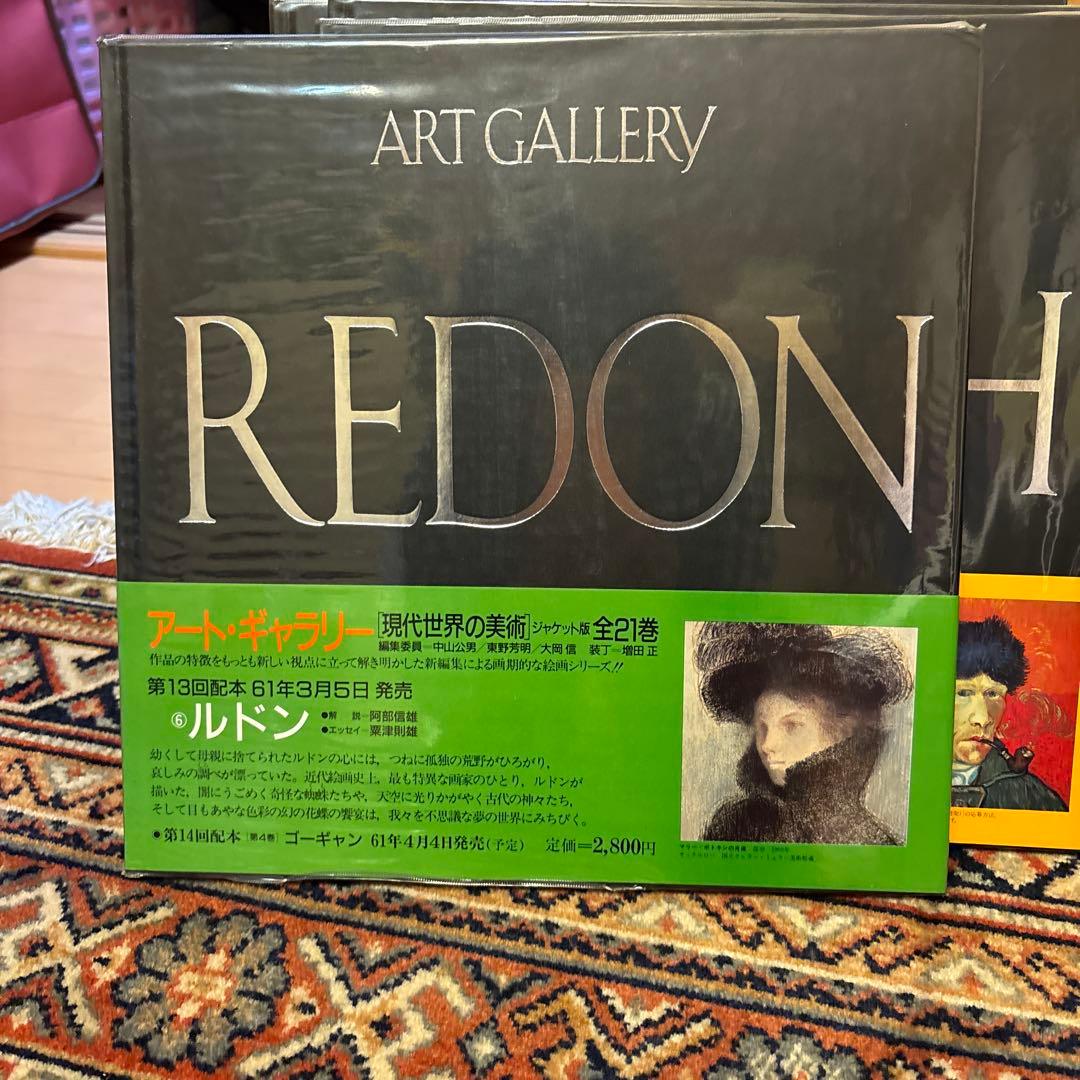 ART GALLERY
REDON
H
アート・ギャラリー[現代世界の美術]ジャケット版 全21巻
編集委員=中山公男/東野芳明/大岡 信 装丁=増田 正
作品の特徴をもっとも新しい視点に立って解き明かした新編集による画期的な絵画シリーズ!!
第13回配本 61年3月5日 発売
⑥ルドン
●解 説—阿部信雄
●エッセイ—粟津則雄
幼くして母親に捨てられたルドンの心には、つねに孤独の荒野がひろがり、
哀しみの調べが漂っていた。近代絵画史上、最も特異な画家のひとり、ルドンが
描いた、闇にうごめく奇怪な蜘蛛たちや、天空に光りかがやく古代の神々たち、
そして目もあやな色彩の幻の花蝶の饗宴は、我々を不思議な夢の世界にみちびく。
●第14回配本[第4巻]ゴーギャン 61年4月4日発売(予定) 定価=2,800円